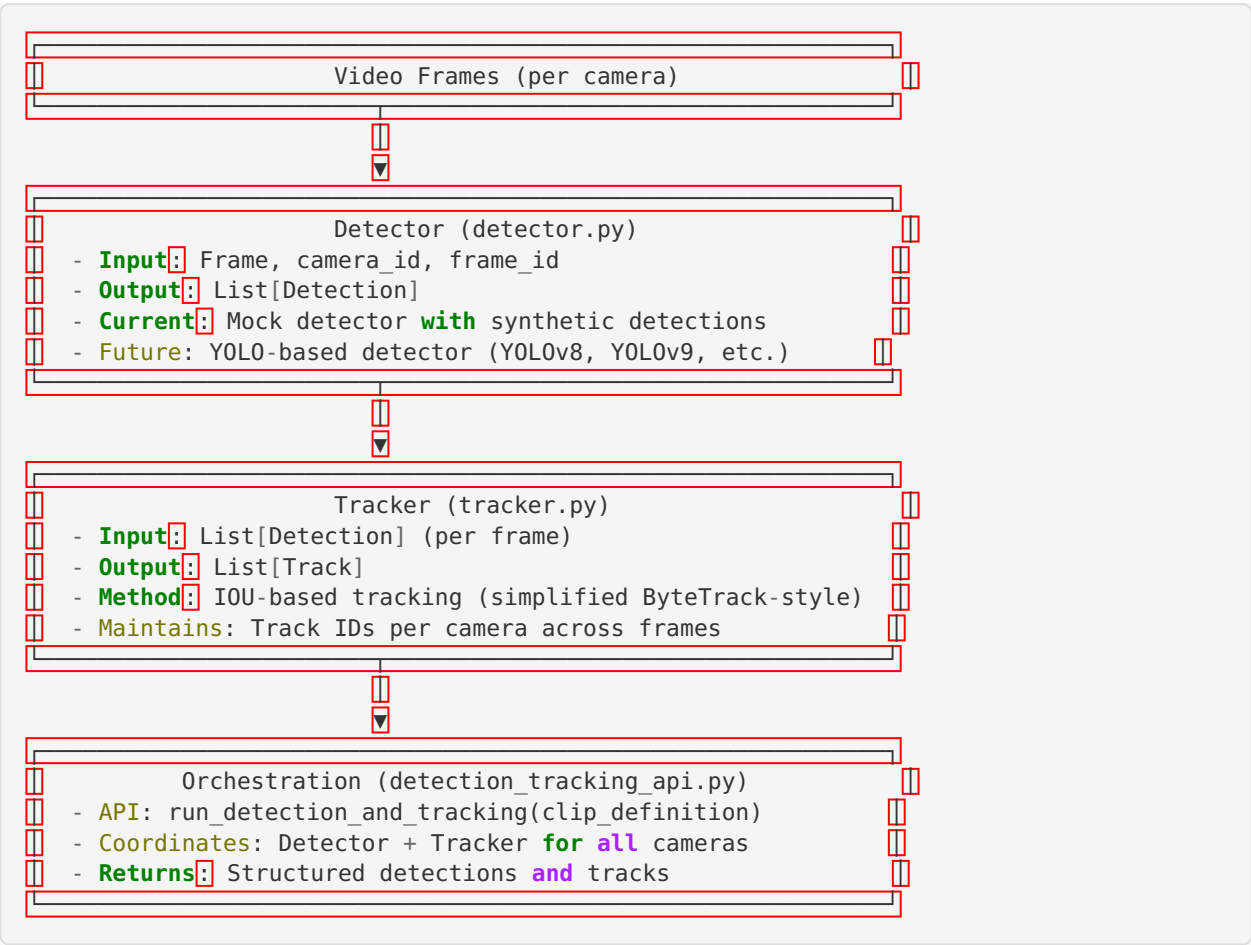 Video Frames (per camera)
Detector (detector.py)
- Input: Frame, camera_id, frame_id
- Output: List[Detection]
- Current: Mock detector with synthetic detections
- Future: YOLO-based detector (YOLOv8, YOLOv9, etc.)
Tracker (tracker.py)
- Input: List[Detection] (per frame)
- Output: List[Track]
- Method: IOU-based tracking (simplified ByteTrack-style)
- Maintains: Track IDs per camera across frames
Orchestration (detection_tracking_api.py)
- API: run_detection_and_tracking(clip_definition)
- Coordinates: Detector + Tracker for all cameras
- Returns: Structured detections and tracks